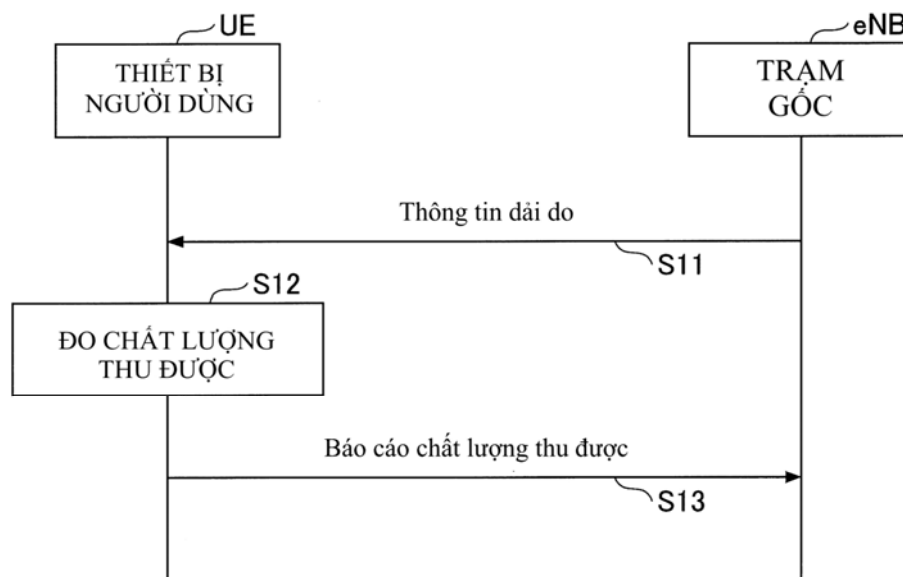 UE
eNB
THIẾT BỊ
NGƯỜI DÙNG
TRẠM
GỐC
Thông tin dải do
S11
S12
ĐO CHẤT LƯỢNG
THU ĐƯỢC
Báo cáo chất lượng thu được
S13